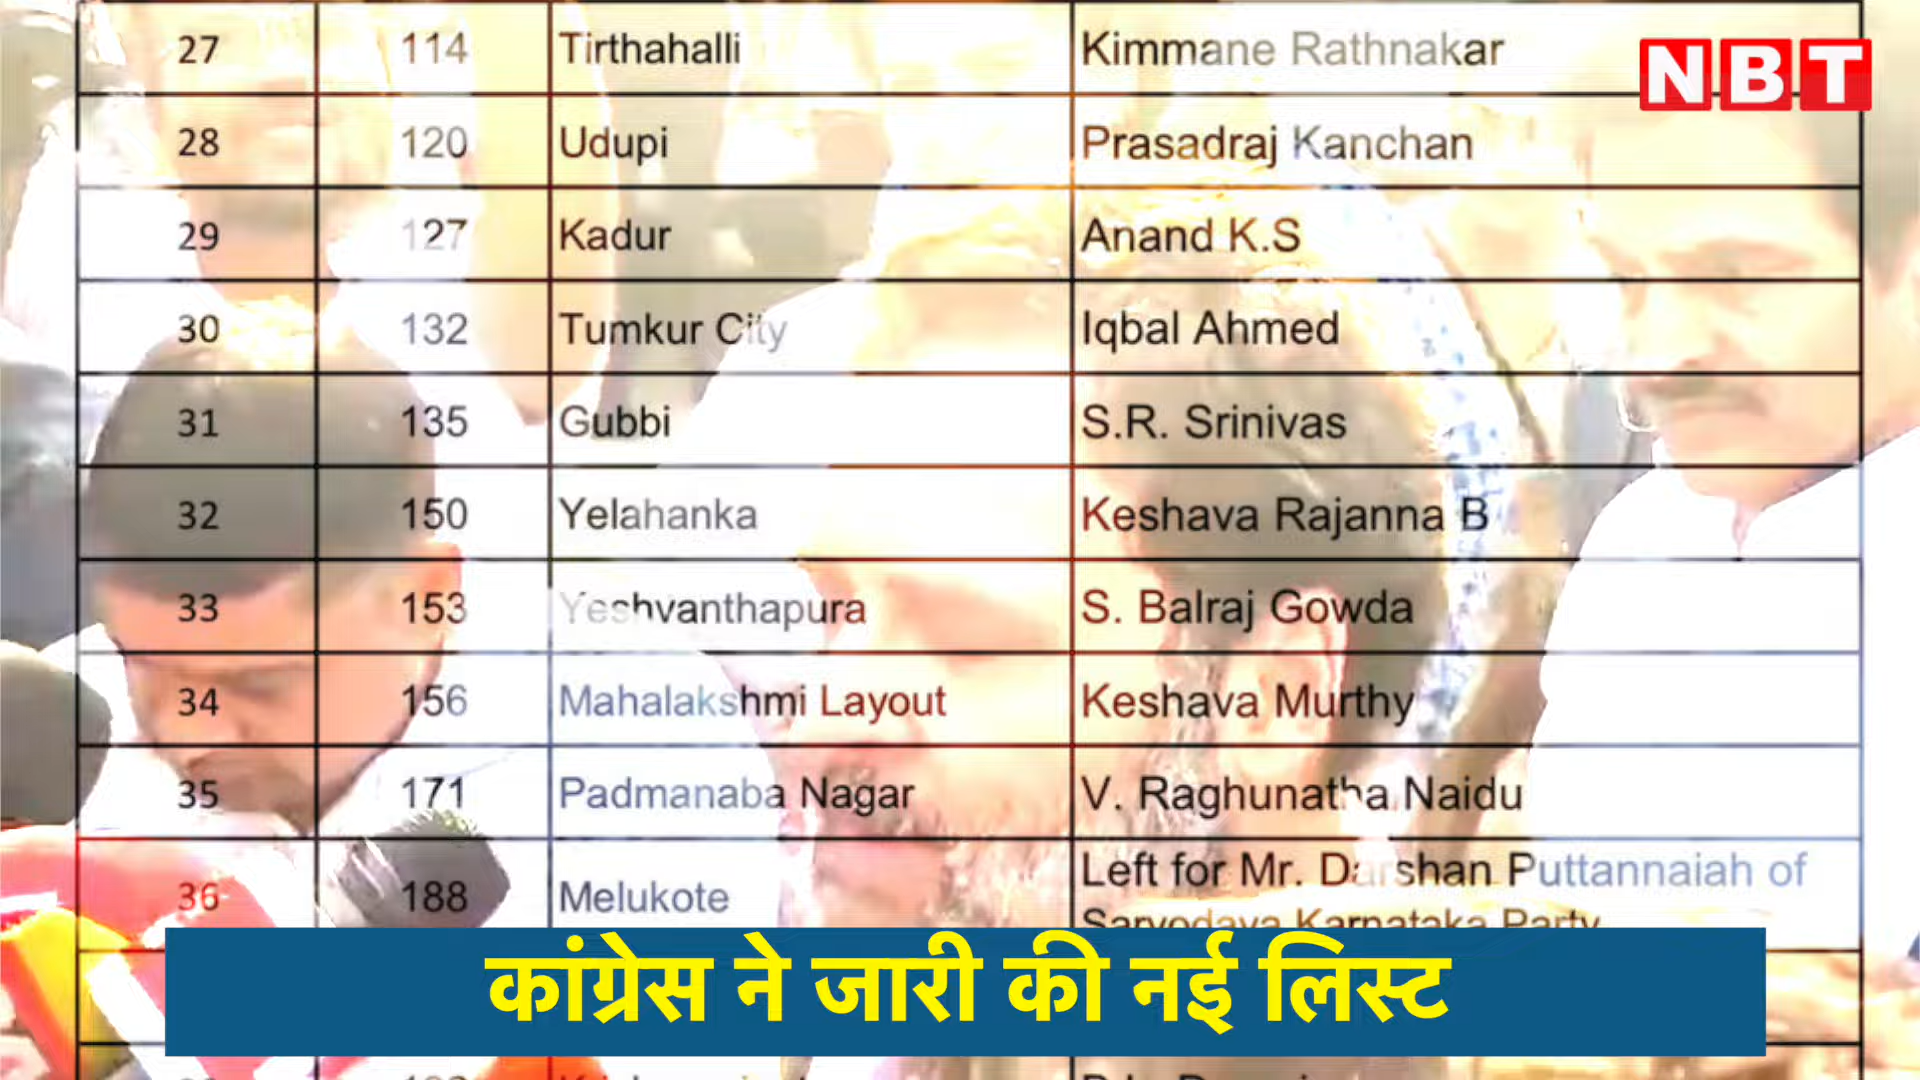 27 114 Tirthahalli Kimmane Rathnakar
NBT
28 120 Udupi Prasadraj Kanchan
29 127 Kadur Anand K.S
30 132 Tumkur City Iqbal Ahmed
31 135 Gubbi S.R. Srinivas
32 150 Yelahanka Keshava Rajanna B
33 153 Yeshvanthapura S. Balraj Gowda
34 156 Mahalakshmi Layout Keshava Murthy
35 171 Padmanaba Nagar V. Raghunatha Naidu
36 188 Melukote Left for Mr. Darshan Puttannaiah of
Sarvodaya Karnataka Party
कांग्रेस ने जारी की नई लिस्ट